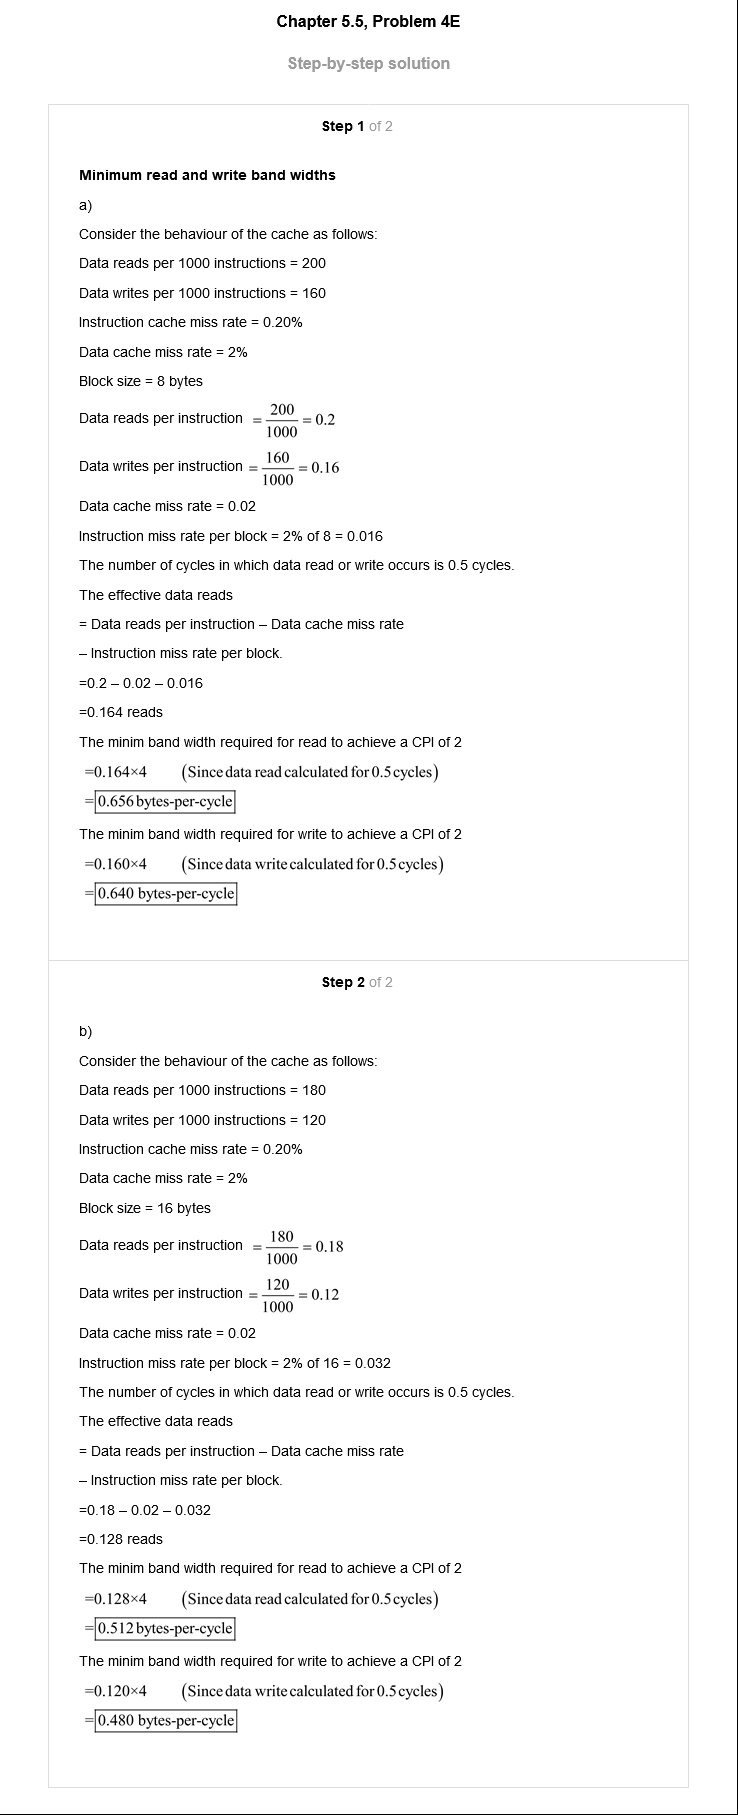 Chapter 5.5, Problem 4E
Step-by-step solution
Step 1 of 2
Minimum read and write band widths
a)
Consider the behaviour of the cache as follows:
Data reads per 1000 instructions = 200
Data writes per 1000 instructions = 160
Instruction cache miss rate = 0.20%
Data cache miss rate = 2%
Block size = 8 bytes
Data reads per instruction = 200/1000 = 0.2
Data writes per instruction = 160/1000 = 0.16
Data cache miss rate = 0.02
Instruction miss rate per block = 2% of 8 = 0.016
The number of cycles in which data read or write occurs is 0.5 cycles.
The effective data reads
= Data reads per instruction – Data cache miss rate
– Instruction miss rate per block.
=0.2 – 0.02 – 0.016
=0.164 reads
The minim band width required for read to achieve a CPI of 2
=0.164×4 (Since data read calculated for 0.5 cycles)
= 0.656 bytes-per-cycle
The minim band width required for write to achieve a CPI of 2
=0.160×4 (Since data write calculated for 0.5 cycles)
= 0.640 bytes-per-cycle
Step 2 of 2
b)
Consider the behaviour of the cache as follows:
Data reads per 1000 instructions = 180
Data writes per 1000 instructions = 120
Instruction cache miss rate = 0.20%
Data cache miss rate = 2%
Block size = 16 bytes
Data reads per instruction = 180/1000 = 0.18
Data writes per instruction = 120/1000 = 0.12
Data cache miss rate = 0.02
Instruction miss rate per block = 2% of 16 = 0.032
The number of cycles in which data read or write occurs is 0.5 cycles.
The effective data reads
= Data reads per instruction – Data cache miss rate
– Instruction miss rate per block.
=0.18 – 0.02 – 0.032
=0.128 reads
The minim band width required for read to achieve a CPI of 2
=0.128×4 (Since data read calculated for 0.5 cycles)
= 0.512 bytes-per-cycle
The minim band width required for write to achieve a CPI of 2
=0.120×4 (Since data write calculated for 0.5 cycles)
= 0.480 bytes-per-cycle